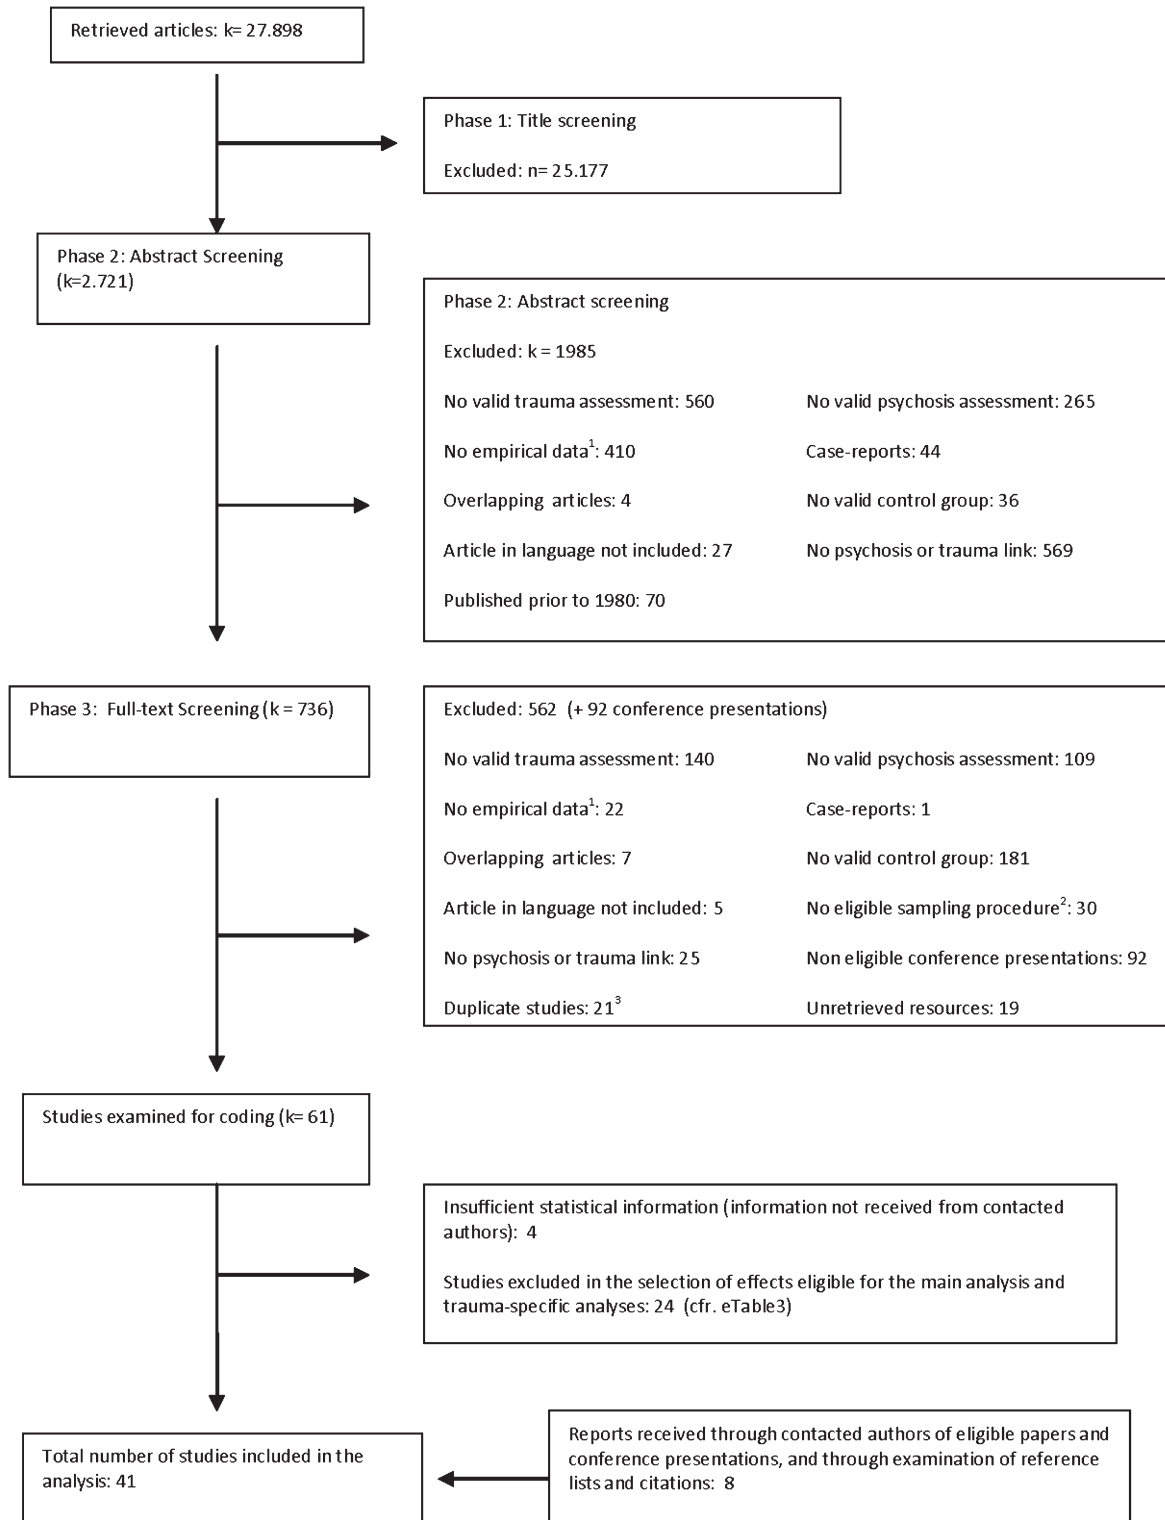 Retrieved articles: k= 27.898
Phase 1: Title screening
Excluded: n= 25.177
Phase 2: Abstract Screening
(k=2.721)
Phase 2: Abstract screening
Excluded: k = 1985
No valid trauma assessment: 560
No valid psychosis assessment: 265
No empirical data¹: 410
Case-reports: 44
Overlapping articles: 4
No valid control group: 36
Article in language not included: 27
No psychosis or trauma link: 569
Published prior to 1980: 70
Phase 3: Full-text Screening (k = 736)
Excluded: 562 (+ 92 conference presentations)
No valid trauma assessment: 140
No valid psychosis assessment: 109
No empirical data¹: 22
Case-reports: 1
Overlapping articles: 7
No valid control group: 181
Article in language not included: 5
No eligible sampling procedure²: 30
No psychosis or trauma link: 25
Non eligible conference presentations: 92
Duplicate studies: 21³
Unretrieved resources: 19
Studies examined for coding (k= 61)
Insufficient statistical information (information not received from contacted
authors): 4
Studies excluded in the selection of effects eligible for the main analysis and
trauma-specific analyses: 24 (cfr. eTable3)
Total number of studies included in the
analysis: 41
Reports received through contacted authors of eligible papers and
conference presentations, and through examination of reference
lists and citations: 8